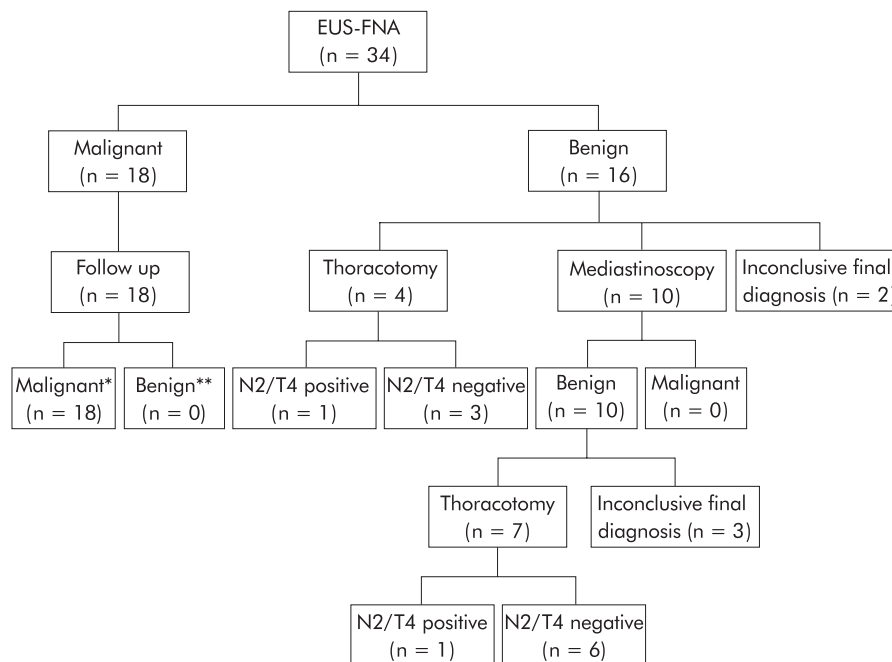 EUS-FNA
(n = 34)
Malignant
(n = 18)
Benign
(n = 16)
Follow up
(n = 18)
Thoracotomy
(n = 4)
Mediastinoscopy
(n = 10)
Inconclusive final
diagnosis (n = 2)
Malignant*
(n = 18)
Benign**
(n = 0)
N2/T4 positive
(n = 1)
N2/T4 negative
(n = 3)
Benign
(n = 10)
Malignant
(n = 0)
Thoracotomy
(n = 7)
Inconclusive final
diagnosis (n = 3)
N2/T4 positive
(n = 1)
N2/T4 negative
(n = 6)